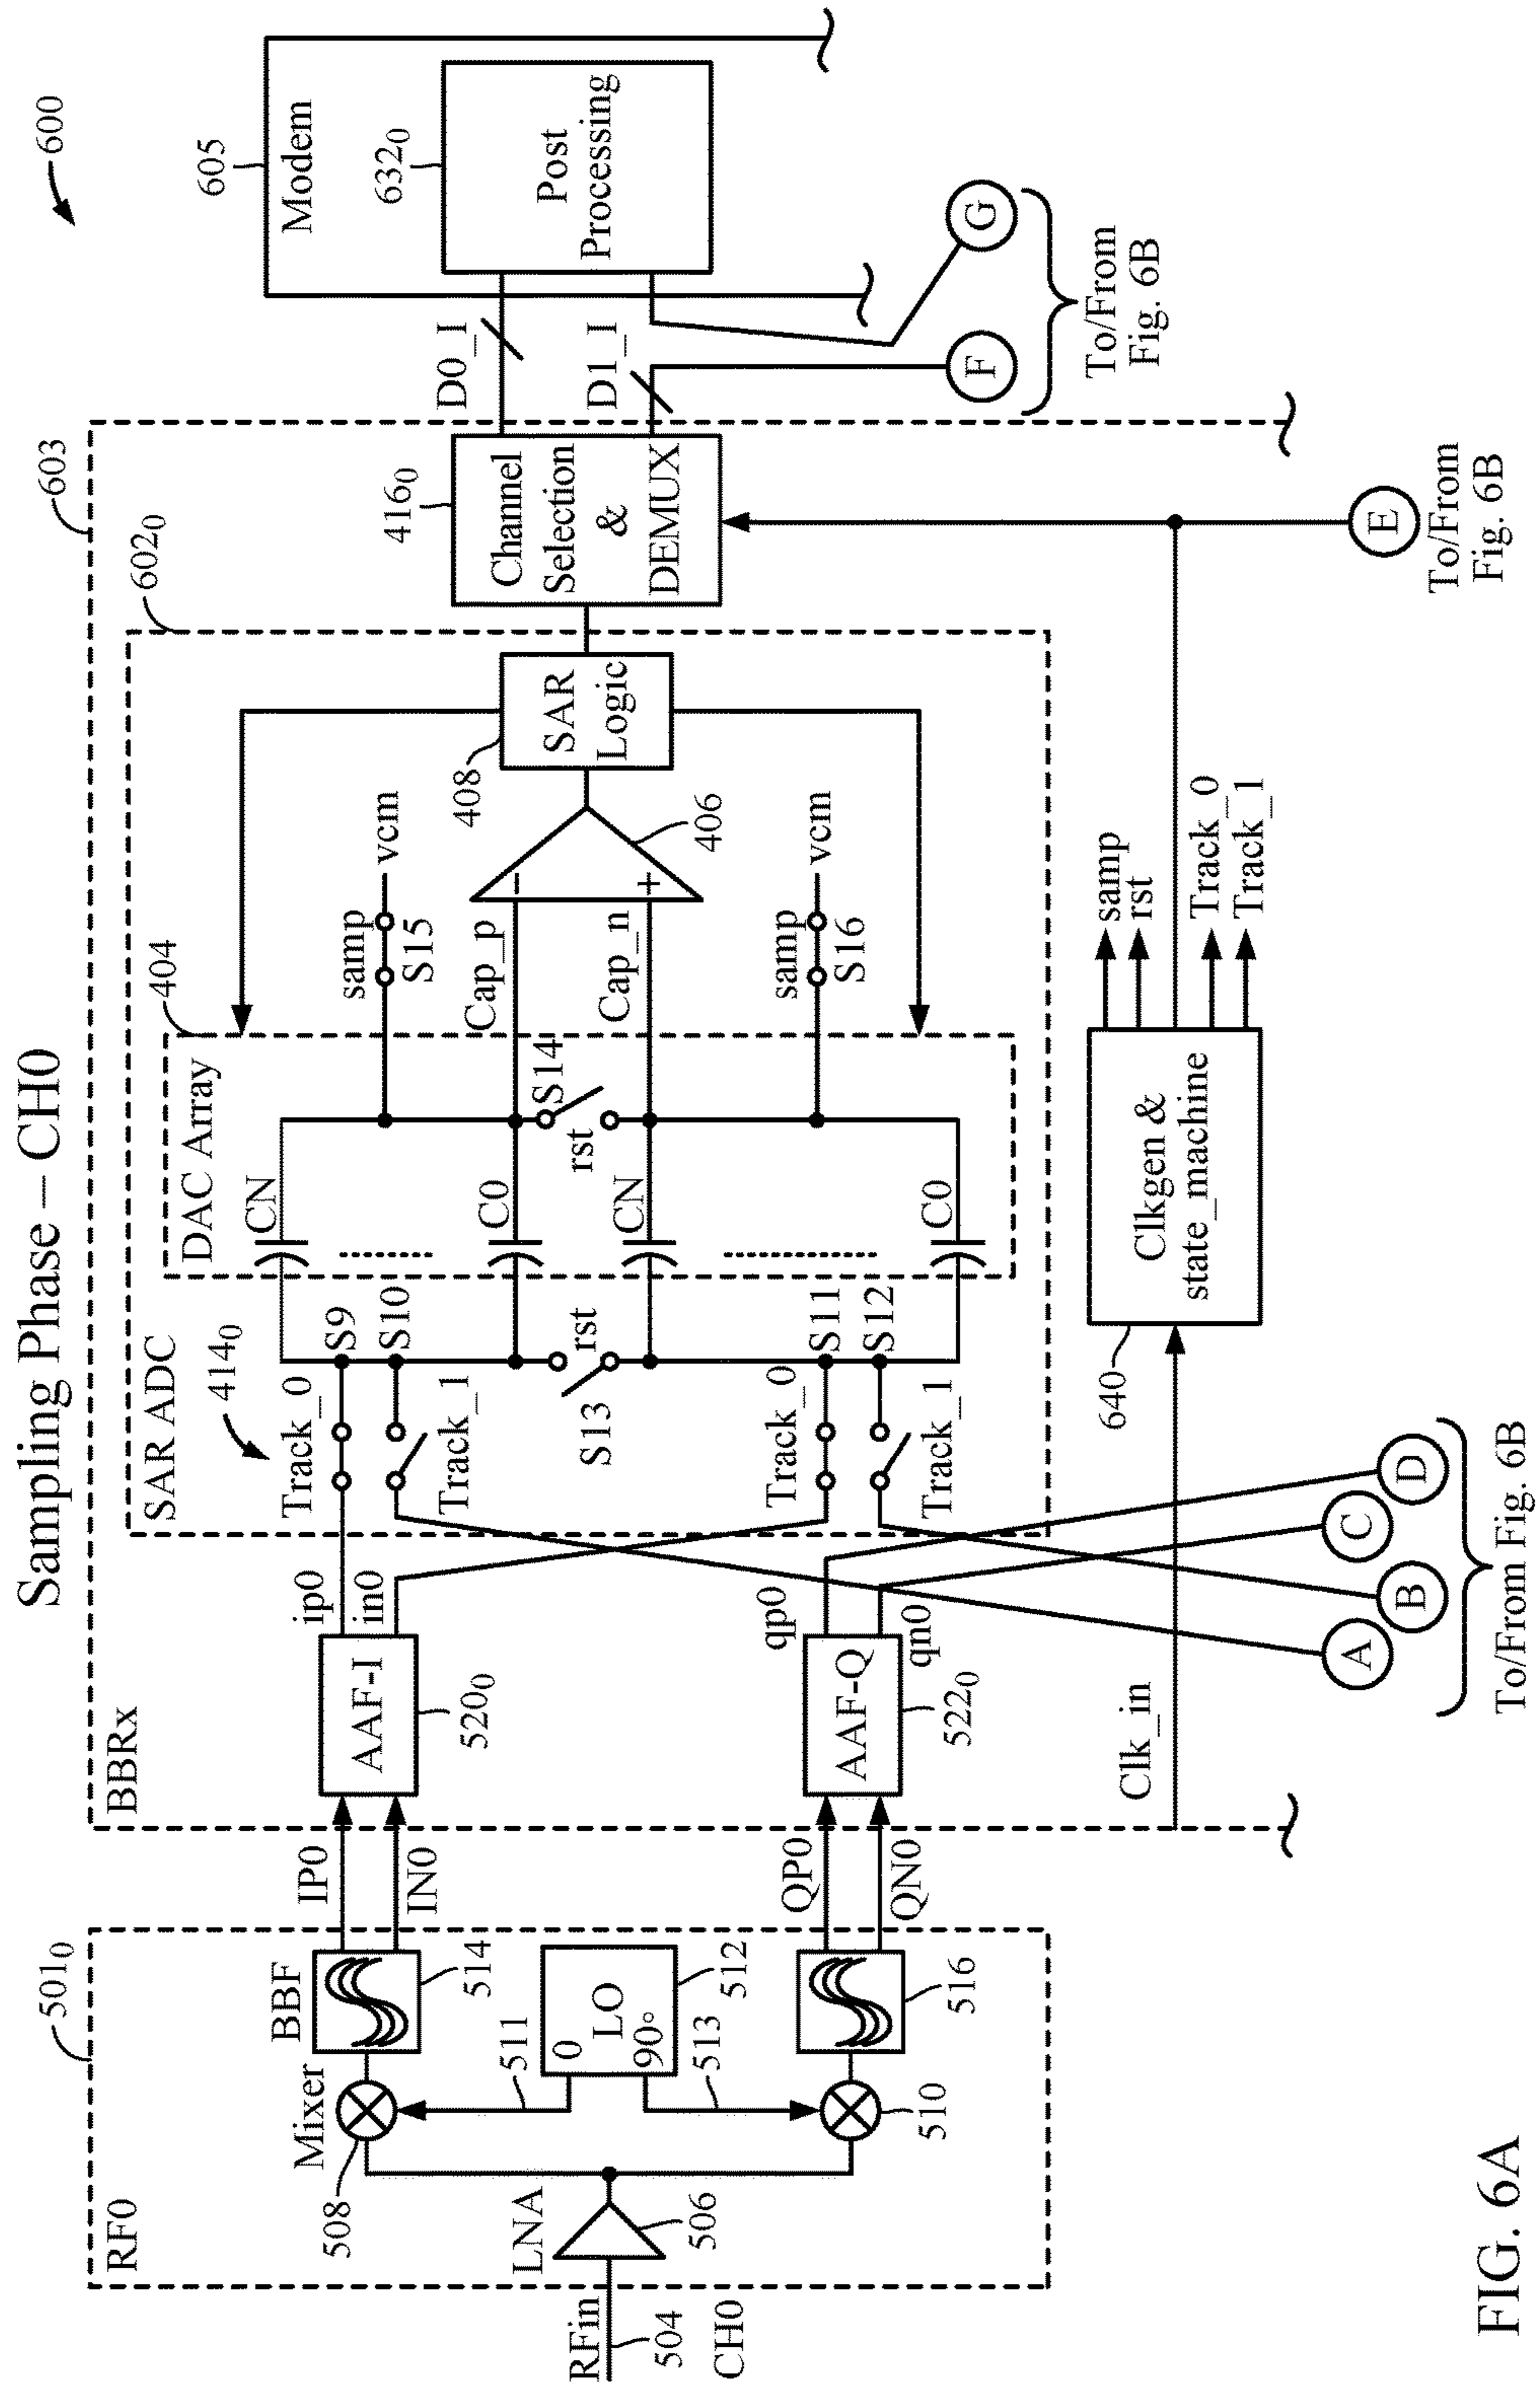 Sampling Phase – CH0
600
501₀
RF0
RFin
504
CH0
LNA
506
Mixer
508
510
511
513
0
LO
90°
512
BBF
514
516
IP0
IN0
QP0
QN0
603
BBRx
AAF-I
520₀
ip0
in0
AAF-Q
522₀
qp0
qn0
602₀
SAR ADC
414₀
Track_0
S9
S10
Track_1
S13
rst
Track_0
S11
S12
Track_1
404
DAC Array
CN
C0
CN
C0
S14
rst
samp
vcm
S15
Cap_p
Cap_n
samp
vcm
S16
–
+
406
408
SAR
Logic
416₀
Channel
Selection
&
DEMUX
D0_I
D1_I
605
Modem
632₀
Post
Processing
F
G
To/From
Fig. 6B
Clk_in
640
Clkgen &
state_machine
samp
rst
Track_0
Track_1
E
To/From
Fig. 6B
A
B
C
D
To/From Fig. 6B
FIG. 6A